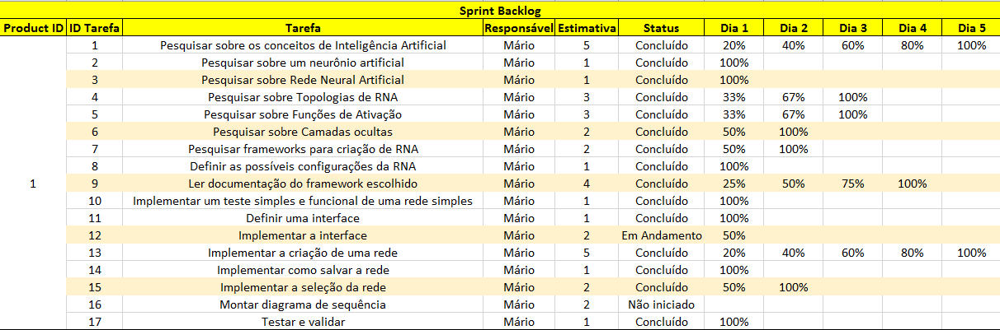 Sprint Backlog
Product ID ID Tarefa Tarefa Responsável Estimativa Status Dia 1 Dia 2 Dia 3 Dia 4 Dia 5
1 Pesquisar sobre os conceitos de Inteligência Artificial Mário 5 Concluído 20% 40% 60% 80% 100%
2 Pesquisar sobre um neurônio artificial Mário 1 Concluído 100%
3 Pesquisar sobre Rede Neural Artificial Mário 1 Concluído 100%
4 Pesquisar sobre Topologias de RNA Mário 3 Concluído 33% 67% 100%
5 Pesquisar sobre Funções de Ativação Mário 3 Concluído 33% 67% 100%
6 Pesquisar sobre Camadas ocultas Mário 2 Concluído 50% 100%
7 Pesquisar frameworks para criação de RNA Mário 2 Concluído 50% 100%
8 Definir as possíveis configurações da RNA Mário 1 Concluído 100%
1 9 Ler documentação do framework escolhido Mário 4 Concluído 25% 50% 75% 100%
10 Implementar um teste simples e funcional de uma rede simples Mário 1 Concluído 100%
11 Definir uma interface Mário 1 Concluído 100%
12 Implementar a interface Mário 2 Em Andamento 50%
13 Implementar a criação de uma rede Mário 5 Concluído 20% 40% 60% 80% 100%
14 Implementar como salvar a rede Mário 1 Concluído 100%
15 Implementar a seleção da rede Mário 2 Concluído 50% 100%
16 Montar diagrama de sequência Mário 2 Não iniciado
17 Testar e validar Mário 1 Concluído 100%